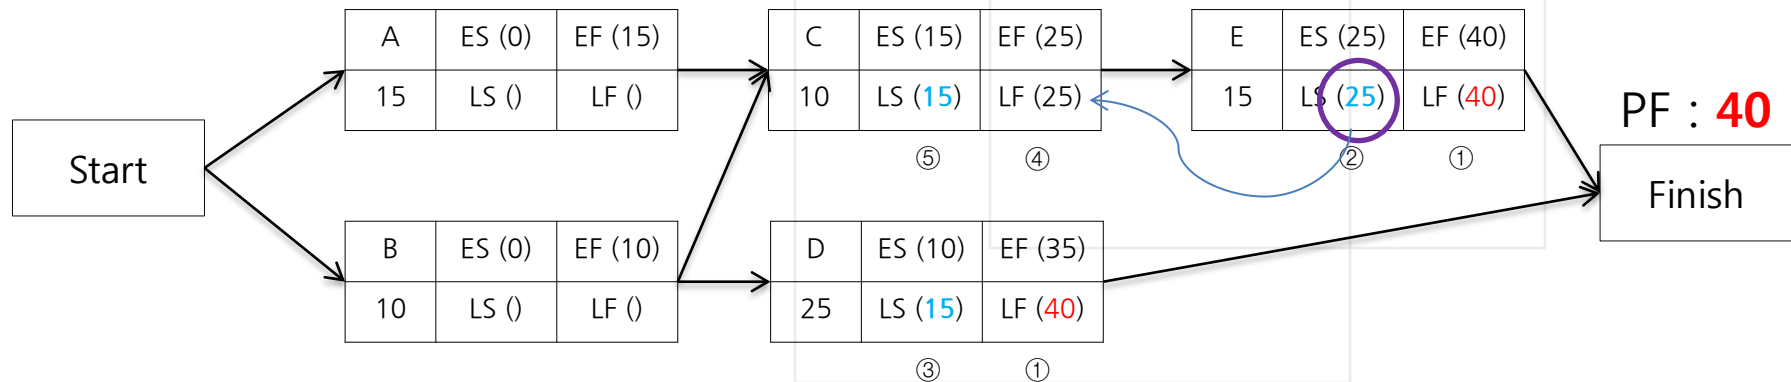 A ES (0) EF (15)
15 LS () LF ()
C ES (15) EF (25)
10 LS (15) LF (25)
⑤ ④
E ES (25) EF (40)
15 LS (25) LF (40)
② ①
PF : 40
Start
Finish
B ES (0) EF (10)
10 LS () LF ()
D ES (10) EF (35)
25 LS (15) LF (40)
③ ①